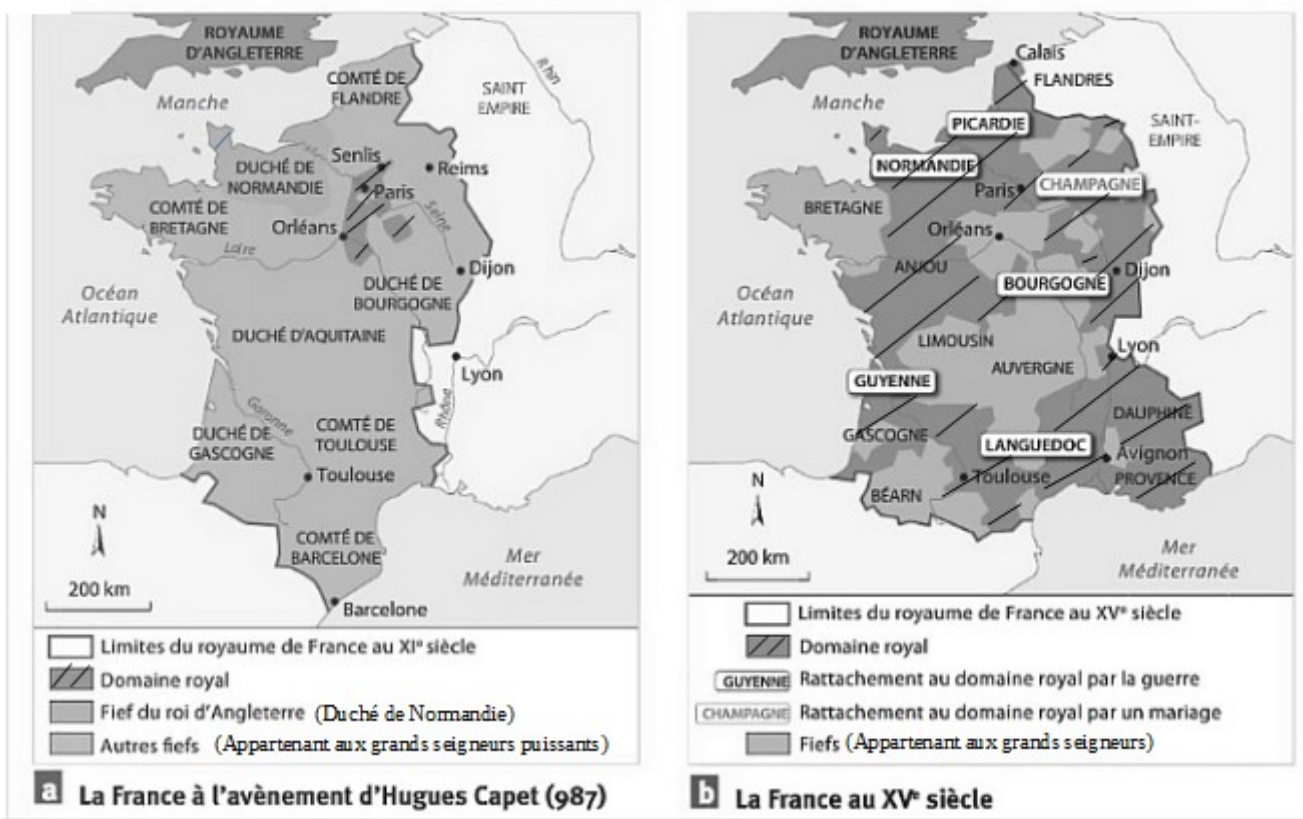 ROYAUME
D'ANGLETERRE
COMTÉ DE
FLANDRE
Rhin
SAINT
EMPIRE
Manche
Senlis
Reims
DUCHÉ DE
NORMANDIE
Paris
COMTÉ DE
BRETAGNE
Seine
Orléans
Loire
Dijon
DUCHÉ DE
BOURGOGNE
Océan
Atlantique
DUCHÉ D'AQUITAINE
Lyon
Rhône
Garonne
COMTÉ DE
TOULOUSE
DUCHÉ DE
GASCOGNE
Toulouse
N
COMTÉ DE
BARCELONE
Mer
Méditerranée
200 km
Barcelone
Limites du royaume de France au XIe siècle
Domaine royal
Fief du roi d'Angleterre (Duché de Normandie)
Autres fiefs (Appartenant aux grands seigneurs puissants)
a La France à l'avènement d'Hugues Capet (987)
ROYAUME
D'ANGLETERRE
Calais
FLANDRES
Manche
PICARDIE
SAINT-
EMPIRE
NORMANDIE
Paris
CHAMPAGNE
BRETAGNE
Orléans
ANJOU
Dijon
BOURGOGNE
Océan
Atlantique
LIMOUSIN
Lyon
AUVERGNE
GUYENNE
DAUPHINÉ
GASCOGNE
LANGUEDOC
Avignon
Toulouse
PROVENCE
BÉARN
N
200 km
Mer
Méditerranée
Limites du royaume de France au XVe siècle
Domaine royal
GUYENNE Rattachement au domaine royal par la guerre
CHAMPAGNE Rattachement au domaine royal par un mariage
Fiefs (Appartenant aux grands seigneurs)
b La France au XVe siècle